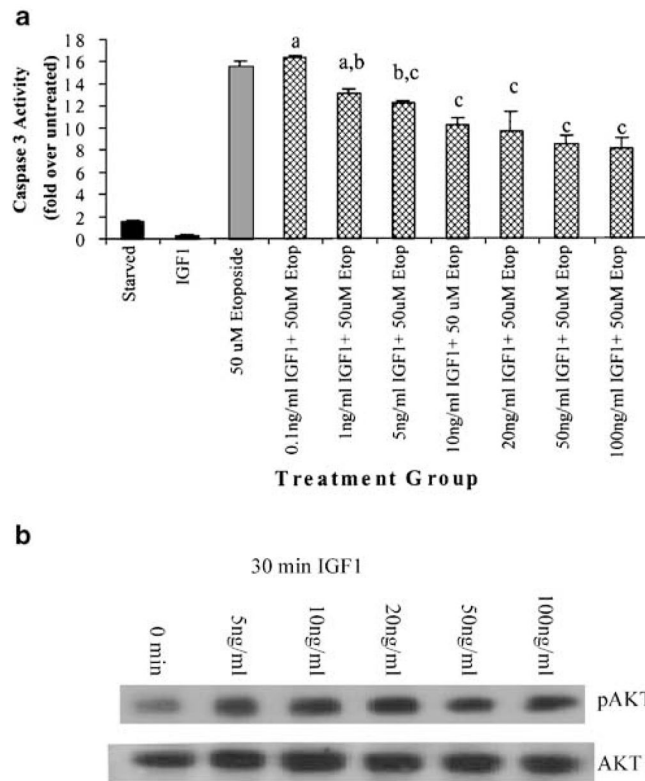 a
Caspase 3 Activity
(fold over untreated)
18
16
14
12
10
8
6
4
2
0
a
a,b
b,c
c
c
c
c
Starved
IGF1
50 uM Etoposide
0.1ng/ml IGF1+ 50uM Etop
1ng/ml IGF1+ 50uM Etop
5ng/ml IGF1+ 50uM Etop
10ng/ml IGF1+ 50 uM Etop
20ng/ml IGF1+ 50uM Etop
50ng/ml IGF1+ 50uM Etop
100ng/ml IGF1+ 50uM Etop
Treatment Group
b
30 min IGF1
0 min
5ng/ml
10ng/ml
20ng/ml
50ng/ml
100ng/ml
pAKT
AKT